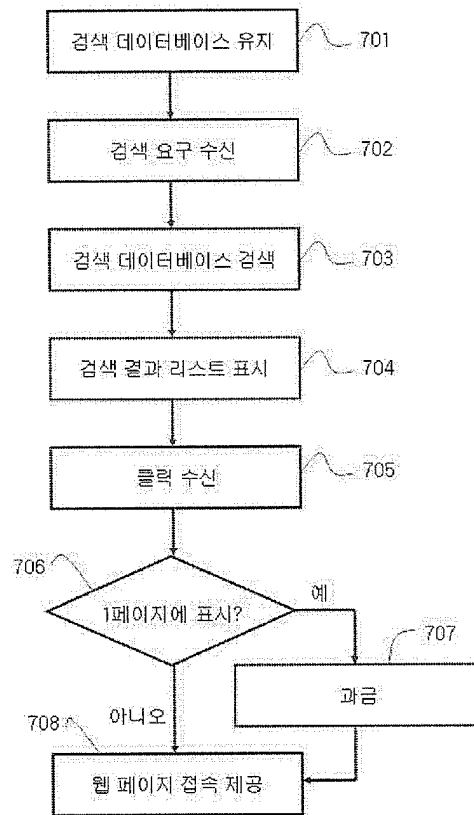 검색 데이터베이스 유지
701
검색 요구 수신
702
검색 데이터베이스 검색
703
검색 결과 리스트 표시
704
클릭 수신
705
706
1페이지에 표시?
예
707
과금
아니오
708
웹 페이지 접속 제공